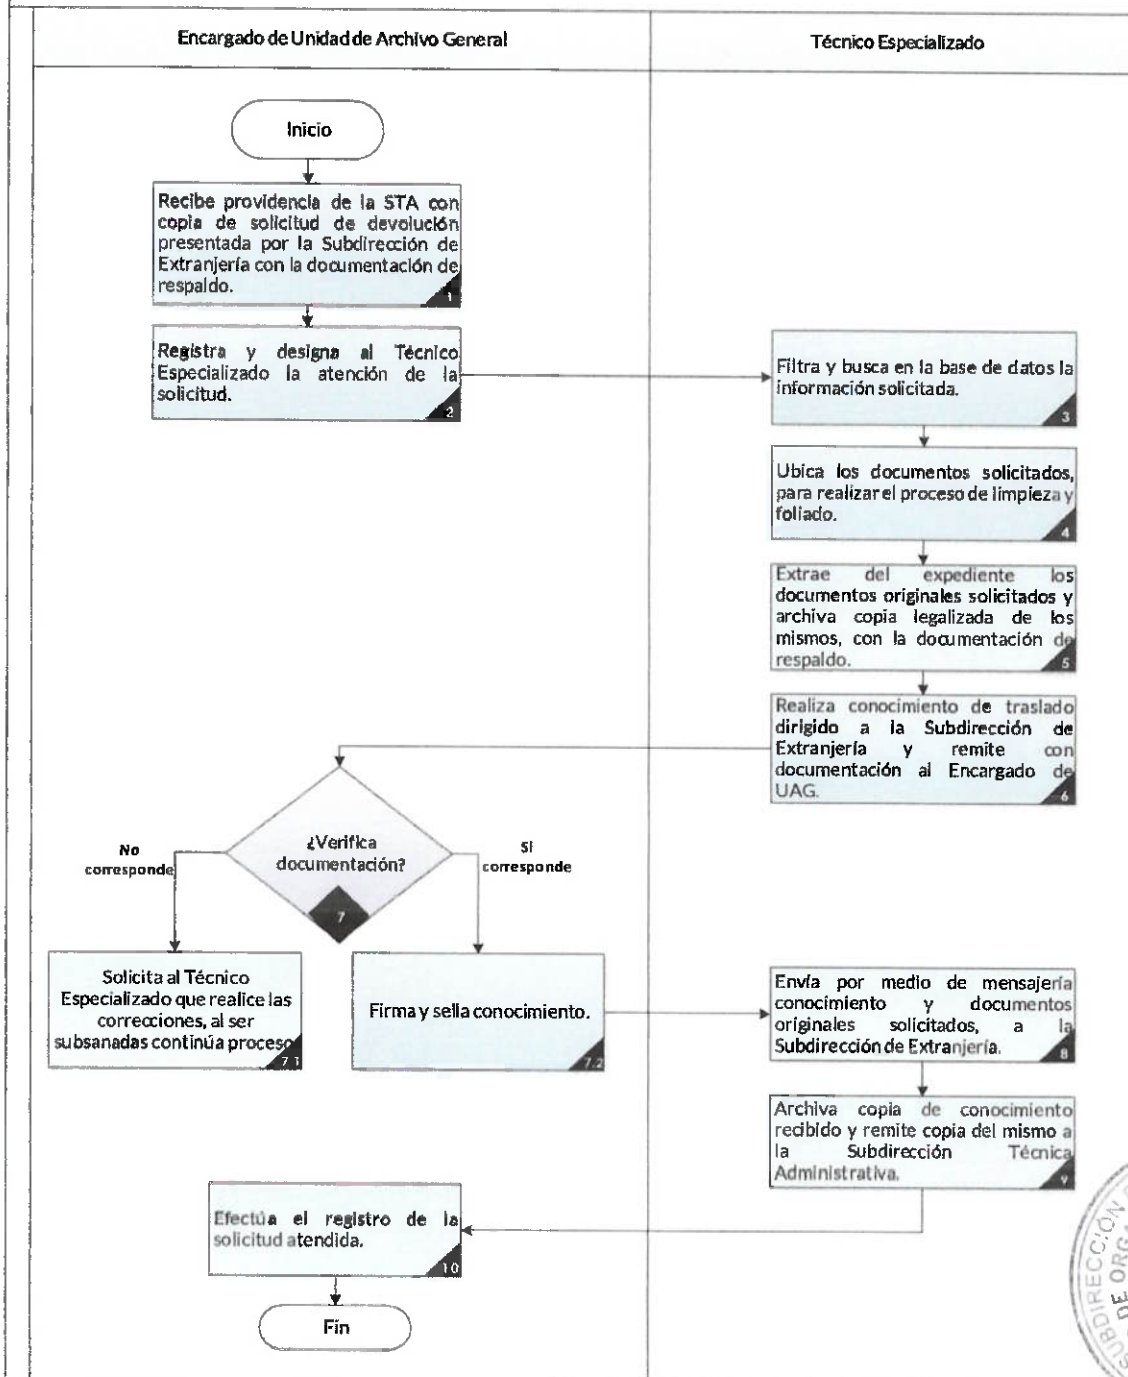 Encargado de Unidad de Archivo General
Técnico Especializado
Inicio
Recibe providencia de la STA con
copia de solicitud de devolución
presentada por la Subdirección de
Extranjería con la documentación de
respaldo.
1
Registra y designa al Técnico
Especializado la atención de la
solicitud.
2
Filtra y busca en la base de datos la
información solicitada.
3
Ubica los documentos solicitados,
para realizar el proceso de limpieza y
foliado.
4
Extrae del expediente los
documentos originales solicitados y
archiva copia legalizada de los
mismos, con la documentación de
respaldo.
5
Realiza conocimiento de traslado
dirigido a la Subdirección de
Extranjería y remite con
documentación al Encargado de
UAG.
6
¿Verifica
documentación?
7
No
corresponde
Si
corresponde
Solicita al Técnico
Especializado que realice las
correcciones, al ser
subsanadas continúa proceso
7.1
Firma y sella conocimiento.
7.2
Envía por medio de mensajería
conocimiento y documentos
originales solicitados, a la
Subdirección de Extranjería.
8
Archiva copia de conocimiento
recibido y remite copia del mismo a
la Subdirección Técnica
Administrativa.
9
Efectúa el registro de la
solicitud atendida.
10
Fin
SUBDIRECCIÓN
DE